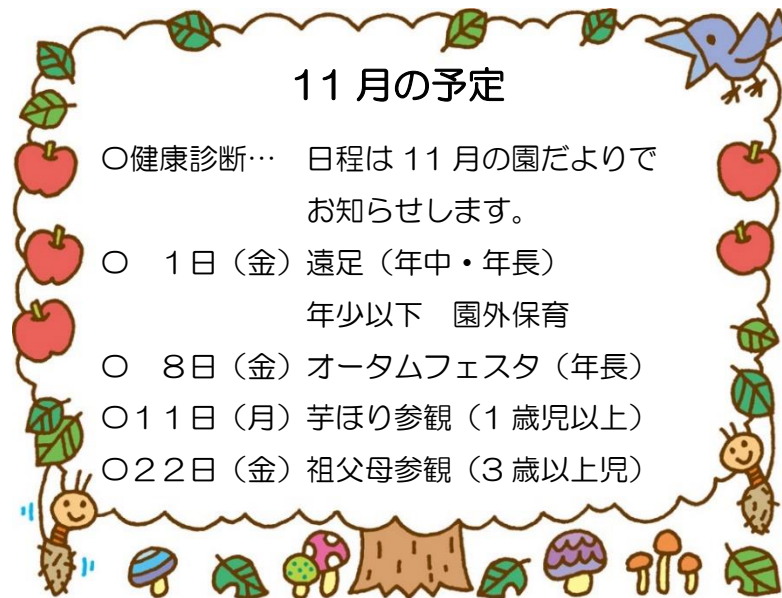 11月の予定
〇健康診断… 日程は 11 月の園だよりで
お知らせします。
〇　1日（金）遠足（年中・年長）
年少以下　園外保育
〇　8日（金）オータムフェスタ（年長）
〇11日（月）芋ほり参観（1 歳児以上）
〇22日（金）祖父母参観（3 歳以上児）